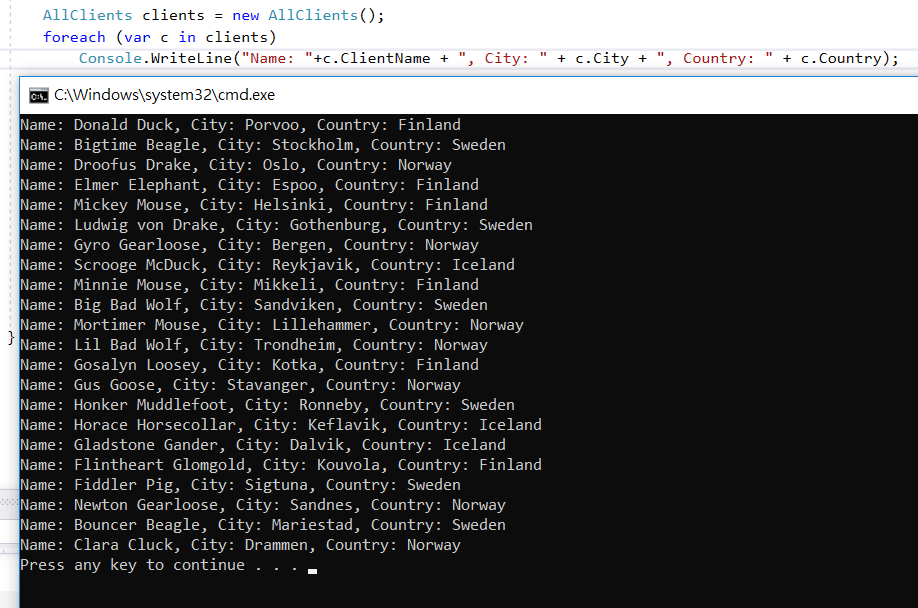 AllClients clients = new AllClients();
foreach (var c in clients)
Console.WriteLine("Name: "+c.ClientName + ", City: " + c.City + ", Country: " + c.Country);
C:\Windows\system32\cmd.exe
Name: Donald Duck, City: Porvoo, Country: Finland
Name: Bigtime Beagle, City: Stockholm, Country: Sweden
Name: Droofus Drake, City: Oslo, Country: Norway
Name: Elmer Elephant, City: Espoo, Country: Finland
Name: Mickey Mouse, City: Helsinki, Country: Finland
Name: Ludwig von Drake, City: Gothenburg, Country: Sweden
Name: Gyro Gearloose, City: Bergen, Country: Norway
Name: Scrooge McDuck, City: Reykjavik, Country: Iceland
Name: Minnie Mouse, City: Mikkeli, Country: Finland
Name: Big Bad Wolf, City: Sandviken, Country: Sweden
Name: Mortimer Mouse, City: Lillehammer, Country: Norway
}
Name: Lil Bad Wolf, City: Trondheim, Country: Norway
Name: Gosalyn Loosey, City: Kotka, Country: Finland
Name: Gus Goose, City: Stavanger, Country: Norway
Name: Honker Muddlefoot, City: Ronneby, Country: Sweden
Name: Horace Horsecollar, City: Keflavik, Country: Iceland
Name: Gladstone Gander, City: Dalvik, Country: Iceland
Name: Flintheart Glomgold, City: Kouvola, Country: Finland
Name: Fiddler Pig, City: Sigtuna, Country: Sweden
Name: Newton Gearloose, City: Sandnes, Country: Norway
Name: Bouncer Beagle, City: Mariestad, Country: Sweden
Name: Clara Cluck, City: Drammen, Country: Norway
Press any key to continue . . .